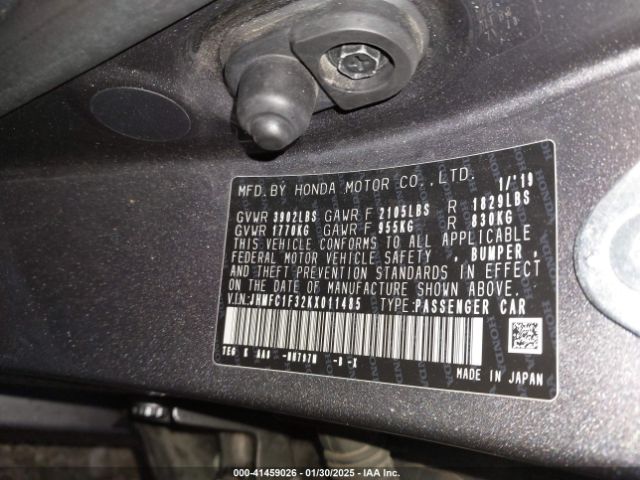 MFD.BY HONDA MOTOR CO.,LTD. 1/'19
GVWR 3902LBS GAWR F 2105LBS R 1829LBS
GVWR 1770KG GAWR F 955KG R 830KG
THIS VEHICLE CONFORMS TO ALL APPLICABLE
FEDERAL MOTOR VEHICLE SAFETY , BUMPER ,
AND THEFT PREVENTION STANDARDS IN EFFECT
ON THE DATE OF MANUFACTURE SHOWN ABOVE.
VIN:JHMFC1F32KX011485 TYPE:PASSENGER CAR
MADE IN JAPAN
HONDA
000-41459026 - 01/30/2025 - IAA Inc.